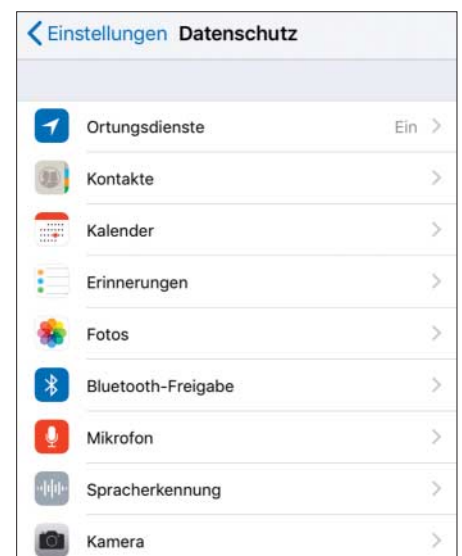 Einstellungen Datenschutz
Ortungsdienste Ein
Kontakte
Kalender
Erinnerungen
Fotos
Bluetooth-Freigabe
Mikrofon
Spracherkennung
Kamera